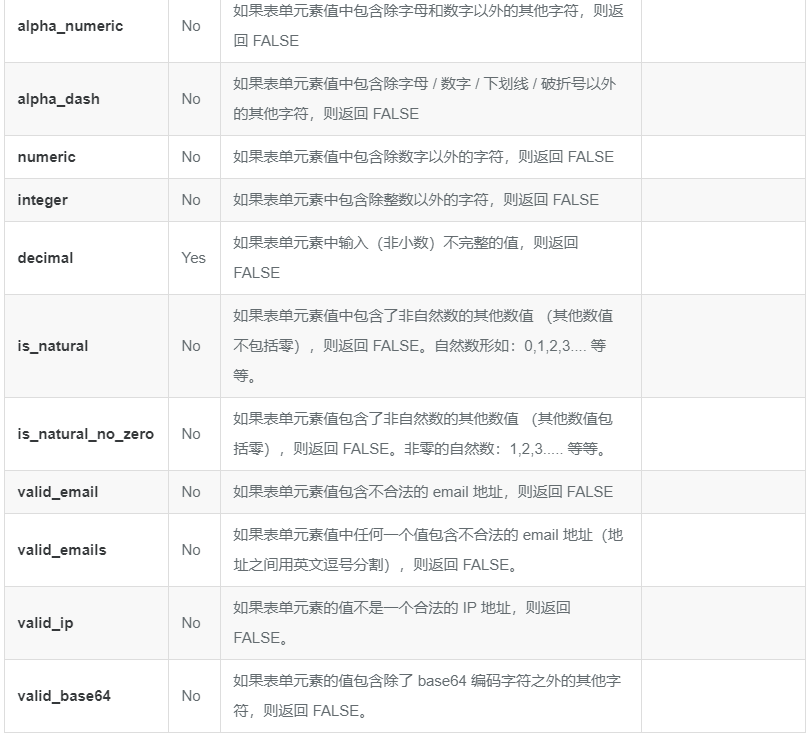 alpha_numeric No 如果表单元素值中包含除字母和数字以外的其他字符，则返
回 FALSE
alpha_dash No 如果表单元素值中包含除字母 / 数字 / 下划线 / 破折号以外
的其他字符，则返回 FALSE
numeric No 如果表单元素值中包含除数字以外的字符，则返回 FALSE
integer No 如果表单元素中包含除整数以外的字符，则返回 FALSE
decimal Yes 如果表单元素中输入（非小数）不完整的值，则返回
FALSE
is_natural No 如果表单元素值中包含了非自然数的其他数值 （其他数值
不包括零），则返回 FALSE。自然数形如：0,1,2,3.... 等
等。
is_natural_no_zero No 如果表单元素值包含了非自然数的其他数值 （其他数值包
括零），则返回 FALSE。非零的自然数：1,2,3..... 等等。
valid_email No 如果表单元素值包含不合法的 email 地址，则返回 FALSE
valid_emails No 如果表单元素值中任何一个值包含不合法的 email 地址（地
址之间用英文逗号分割），则返回 FALSE。
valid_ip No 如果表单元素的值不是一个合法的 IP 地址，则返回
FALSE。
valid_base64 No 如果表单元素的值包含除了 base64 编码字符之外的其他字
符，则返回 FALSE。